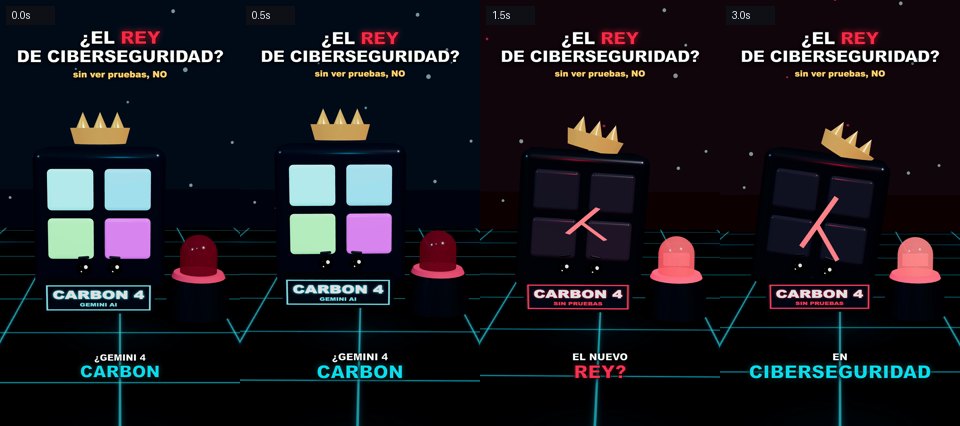 0.0s
¿EL REY
DE CIBERSEGURIDAD?
sin ver pruebas, NO
CARBON 4
GEMINI AI
¿GEMINI 4
CARBON
0.5s
¿EL REY
DE CIBERSEGURIDAD?
sin ver pruebas, NO
CARBON 4
GEMINI AI
¿GEMINI 4
CARBON
1.5s
¿EL REY
DE CIBERSEGURIDAD?
sin ver pruebas, NO
CARBON 4
SIN PRUEBAS
EL NUEVO
REY?
3.0s
¿EL REY
DE CIBERSEGURIDAD?
sin ver pruebas, NO
CARBON 4
SIN PRUEBAS
EN
CIBERSEGURIDAD